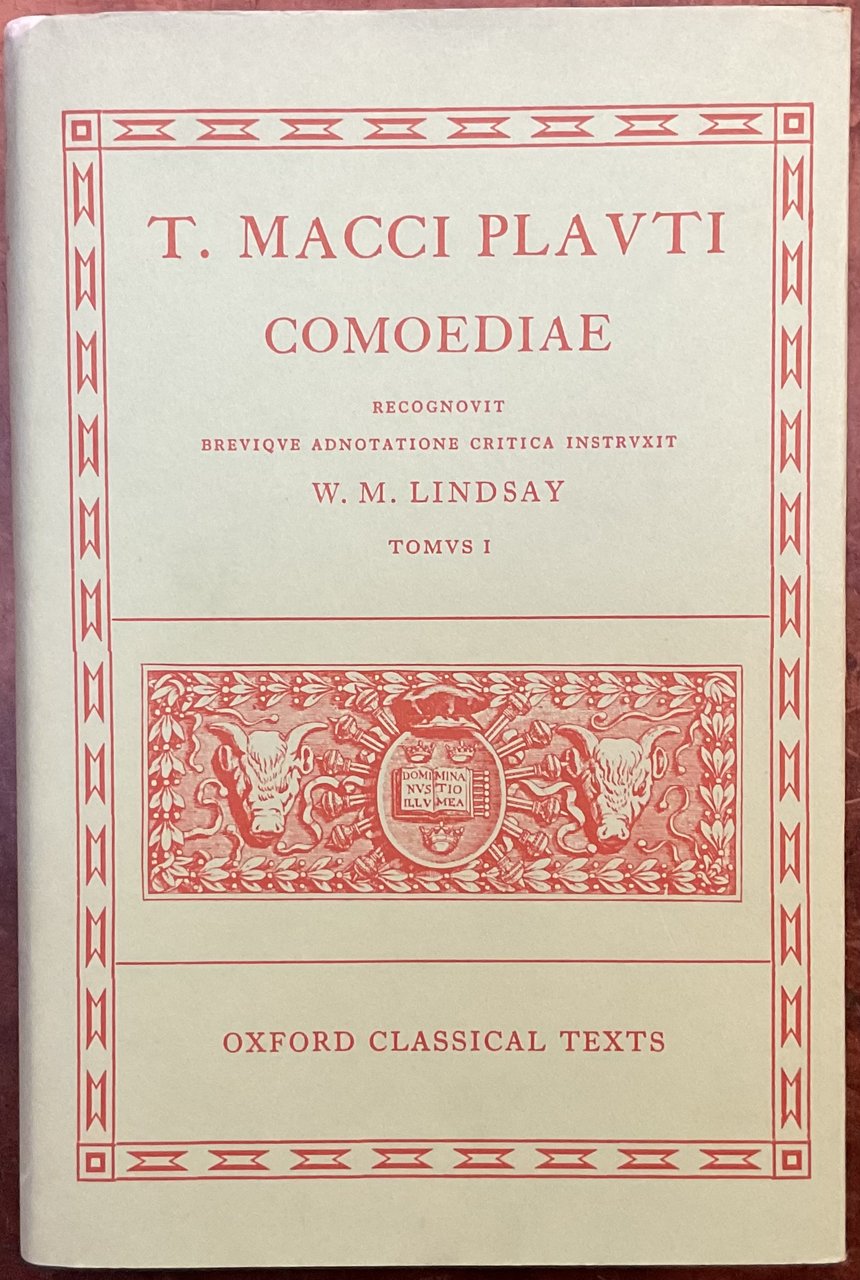 T. MACCI PLAVTI
COMOEDIAE
RECOGNOVIT
BREVIQVE ADNOTATIONE CRITICA INSTRVXIT
W. M. LINDSAY
TOMVS I
DOMI MINA
NVS TIO
ILLV MEA
OXFORD CLASSICAL TEXTS